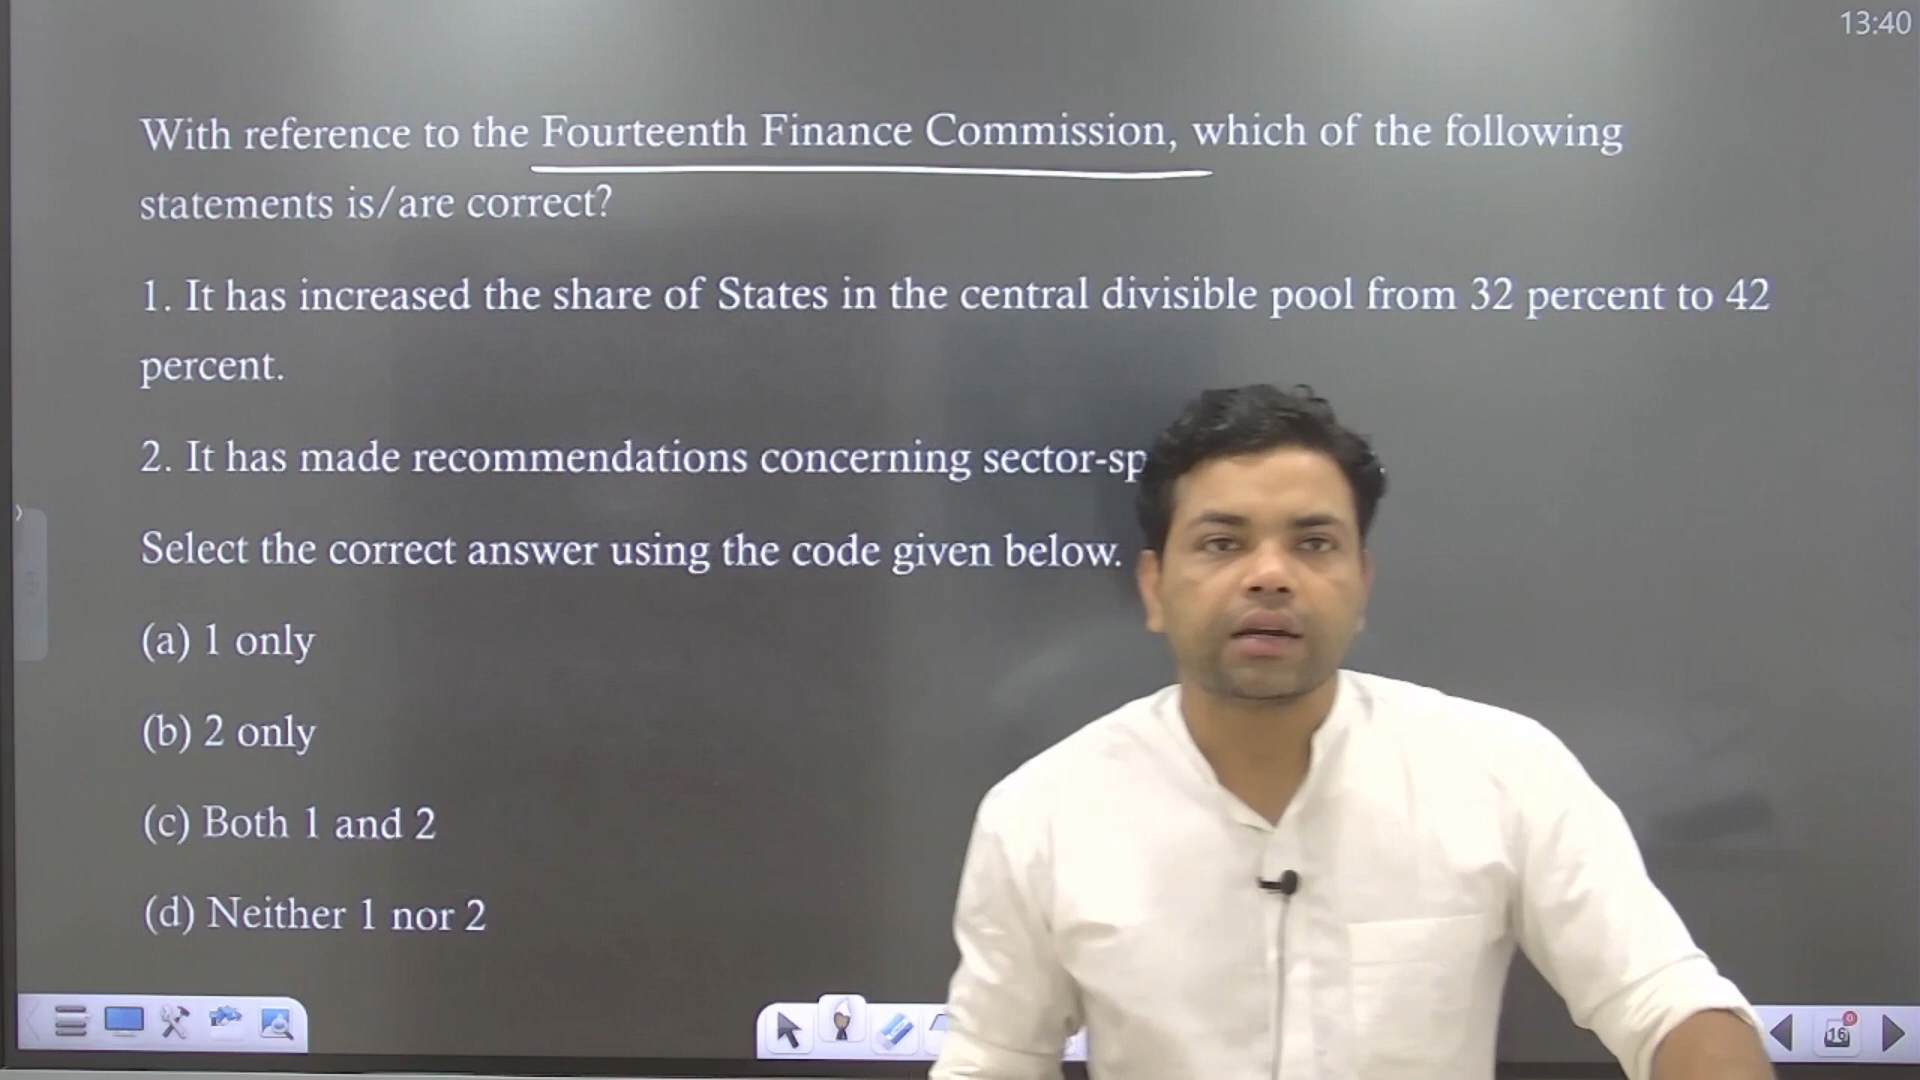 13:40
With reference to the Fourteenth Finance Commission, which of the following
statements is/are correct?
1. It has increased the share of States in the central divisible pool from 32 percent to 42
percent.
2. It has made recommendations concerning sector-sp
Select the correct answer using the code given below.
(a) 1 only
(b) 2 only
(c) Both 1 and 2
(d) Neither 1 nor 2
16